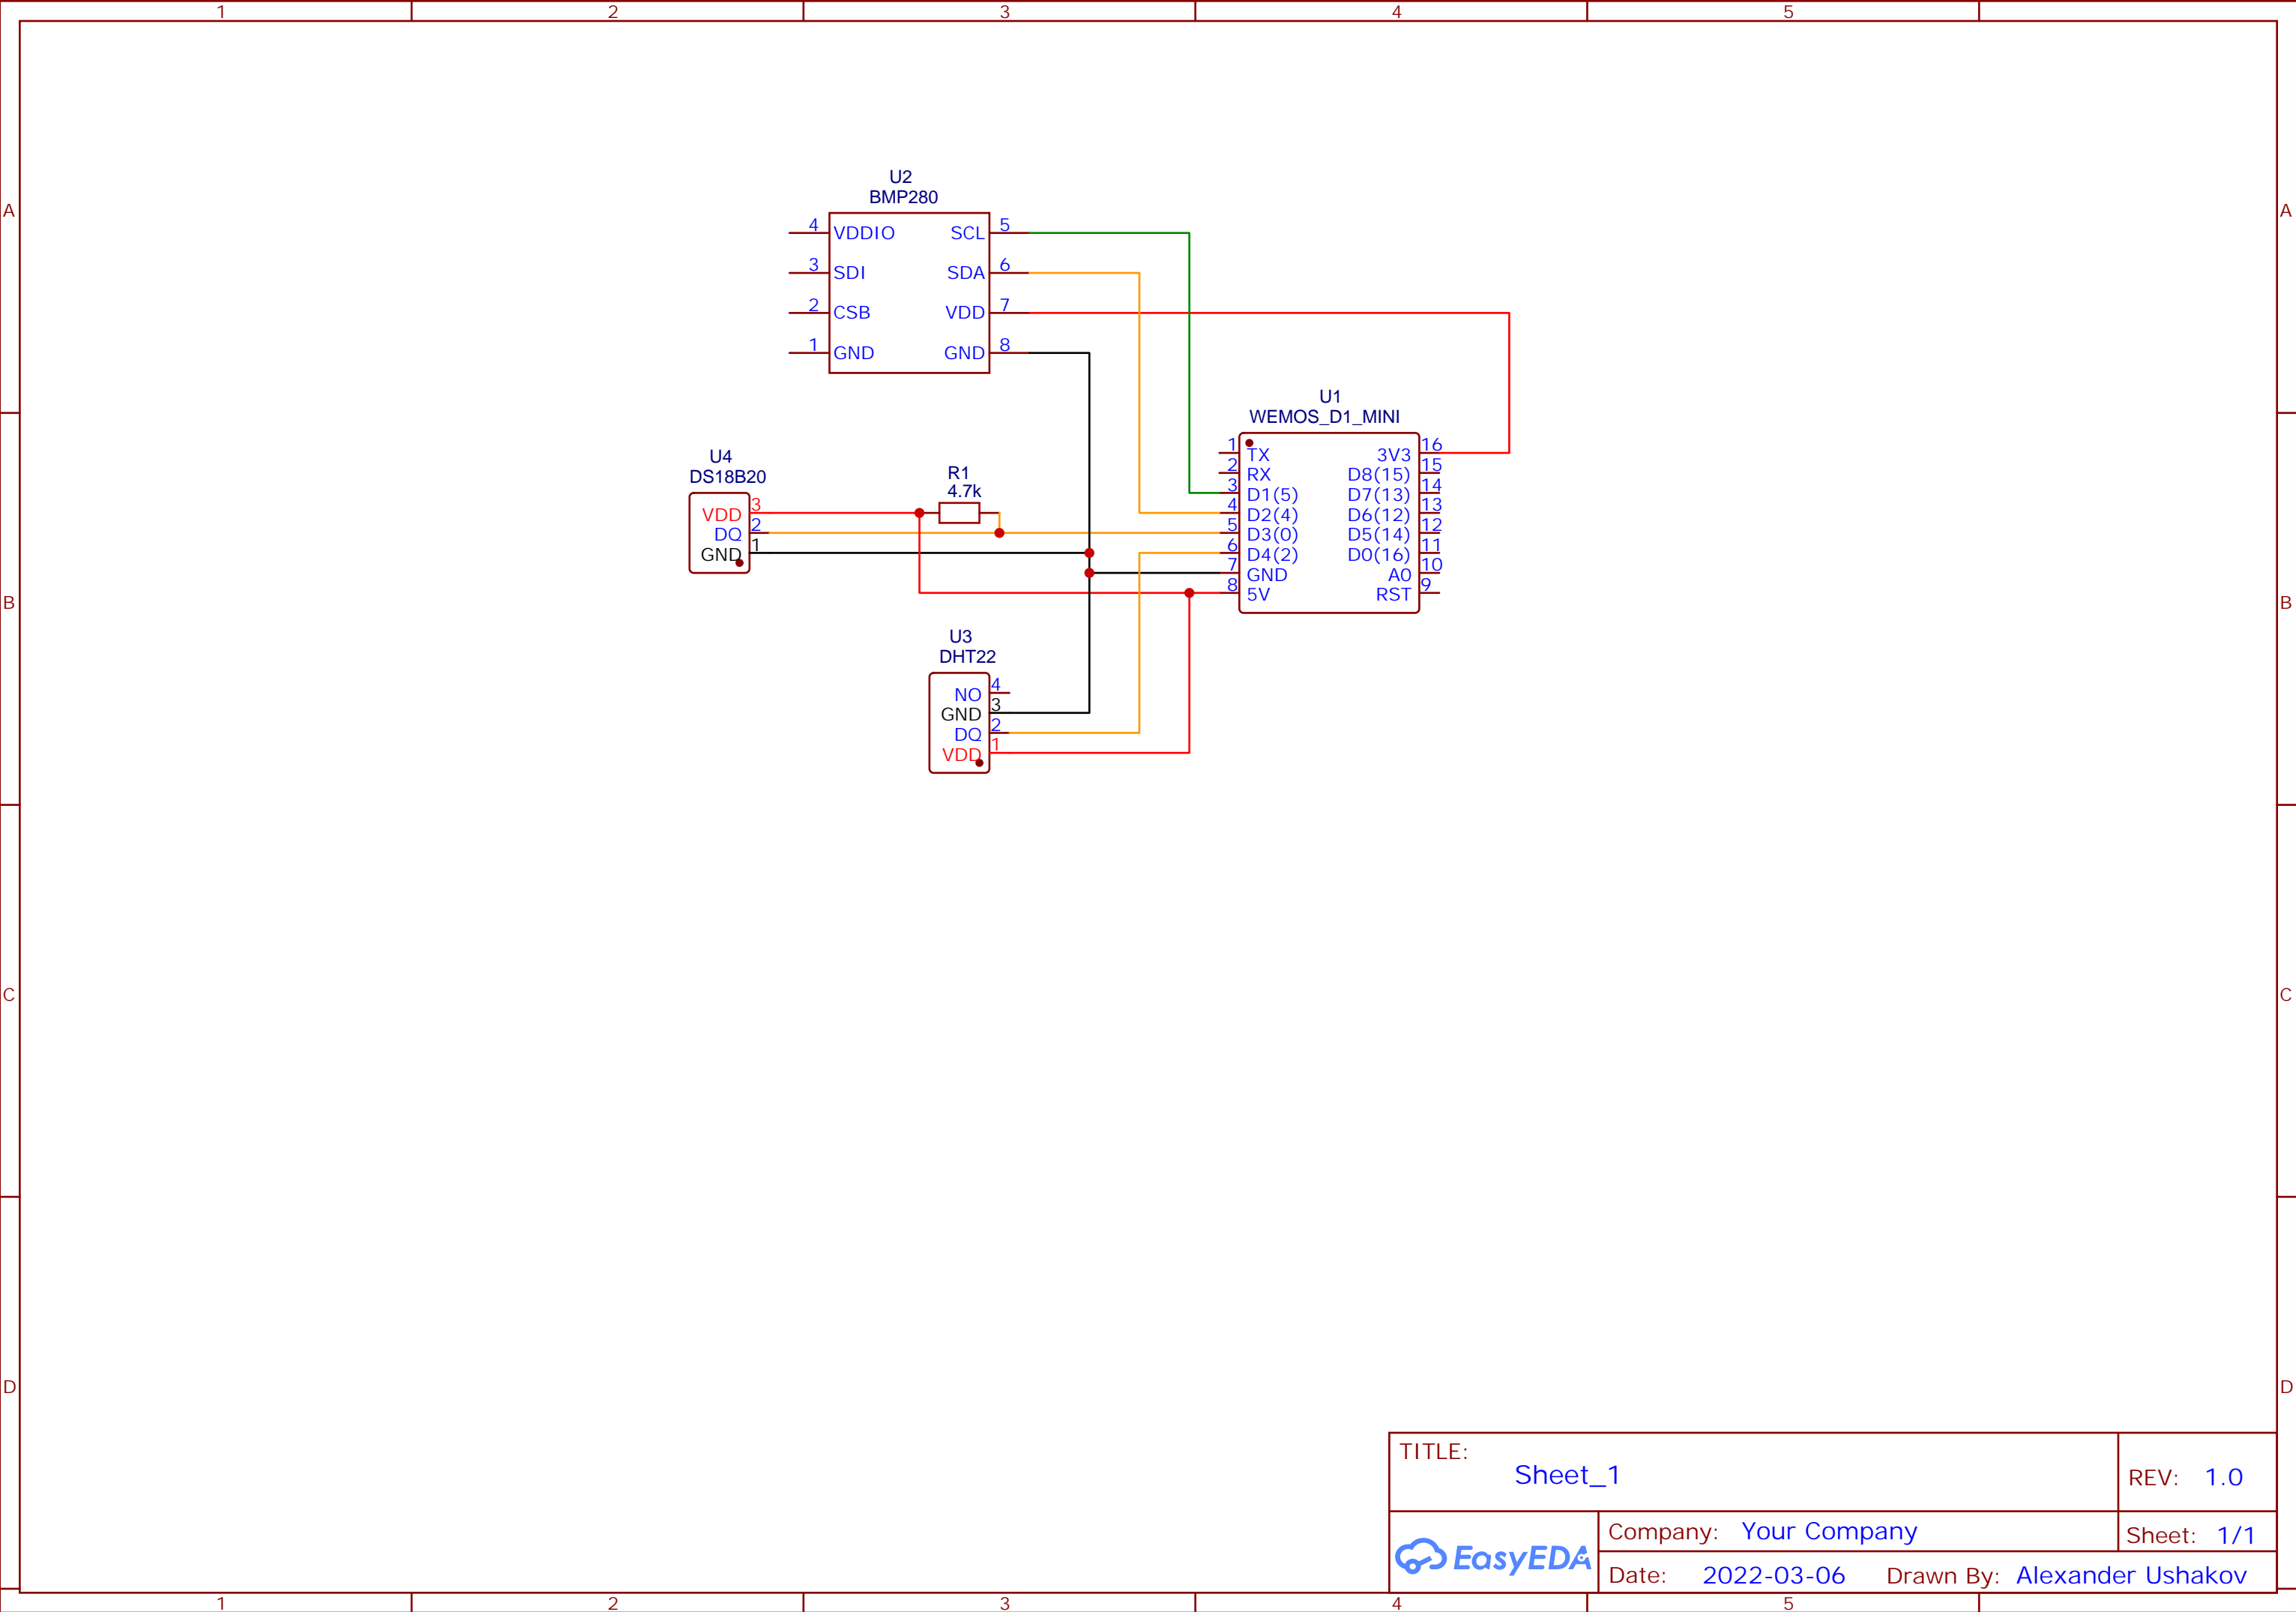 1 2 3 4 5
A A
U2
BMP280
4 VDDIO SCL 5
3 SDI SDA 6
2 CSB VDD 7
1 GND GND 8
U1
WEMOS_D1_MINI
1 TX 3V3 16
2 RX D8(15) 15
3 D1(5) D7(13) 14
4 D2(4) D6(12) 13
5 D3(0) D5(14) 12
6 D4(2) D0(16) 11
7 GND A0 10
8 5V RST 9
U4
DS18B20
VDD 3
DQ 2
GND 1
R1
4.7k
B B
U3
DHT22
NO 4
GND 3
DQ 2
VDD 1
C C
D D
TITLE:
Sheet_1
REV: 1.0
EasyEDA
Company: Your Company
Sheet: 1/1
Date: 2022-03-06 Drawn By: Alexander Ushakov
1 2 3 4 5